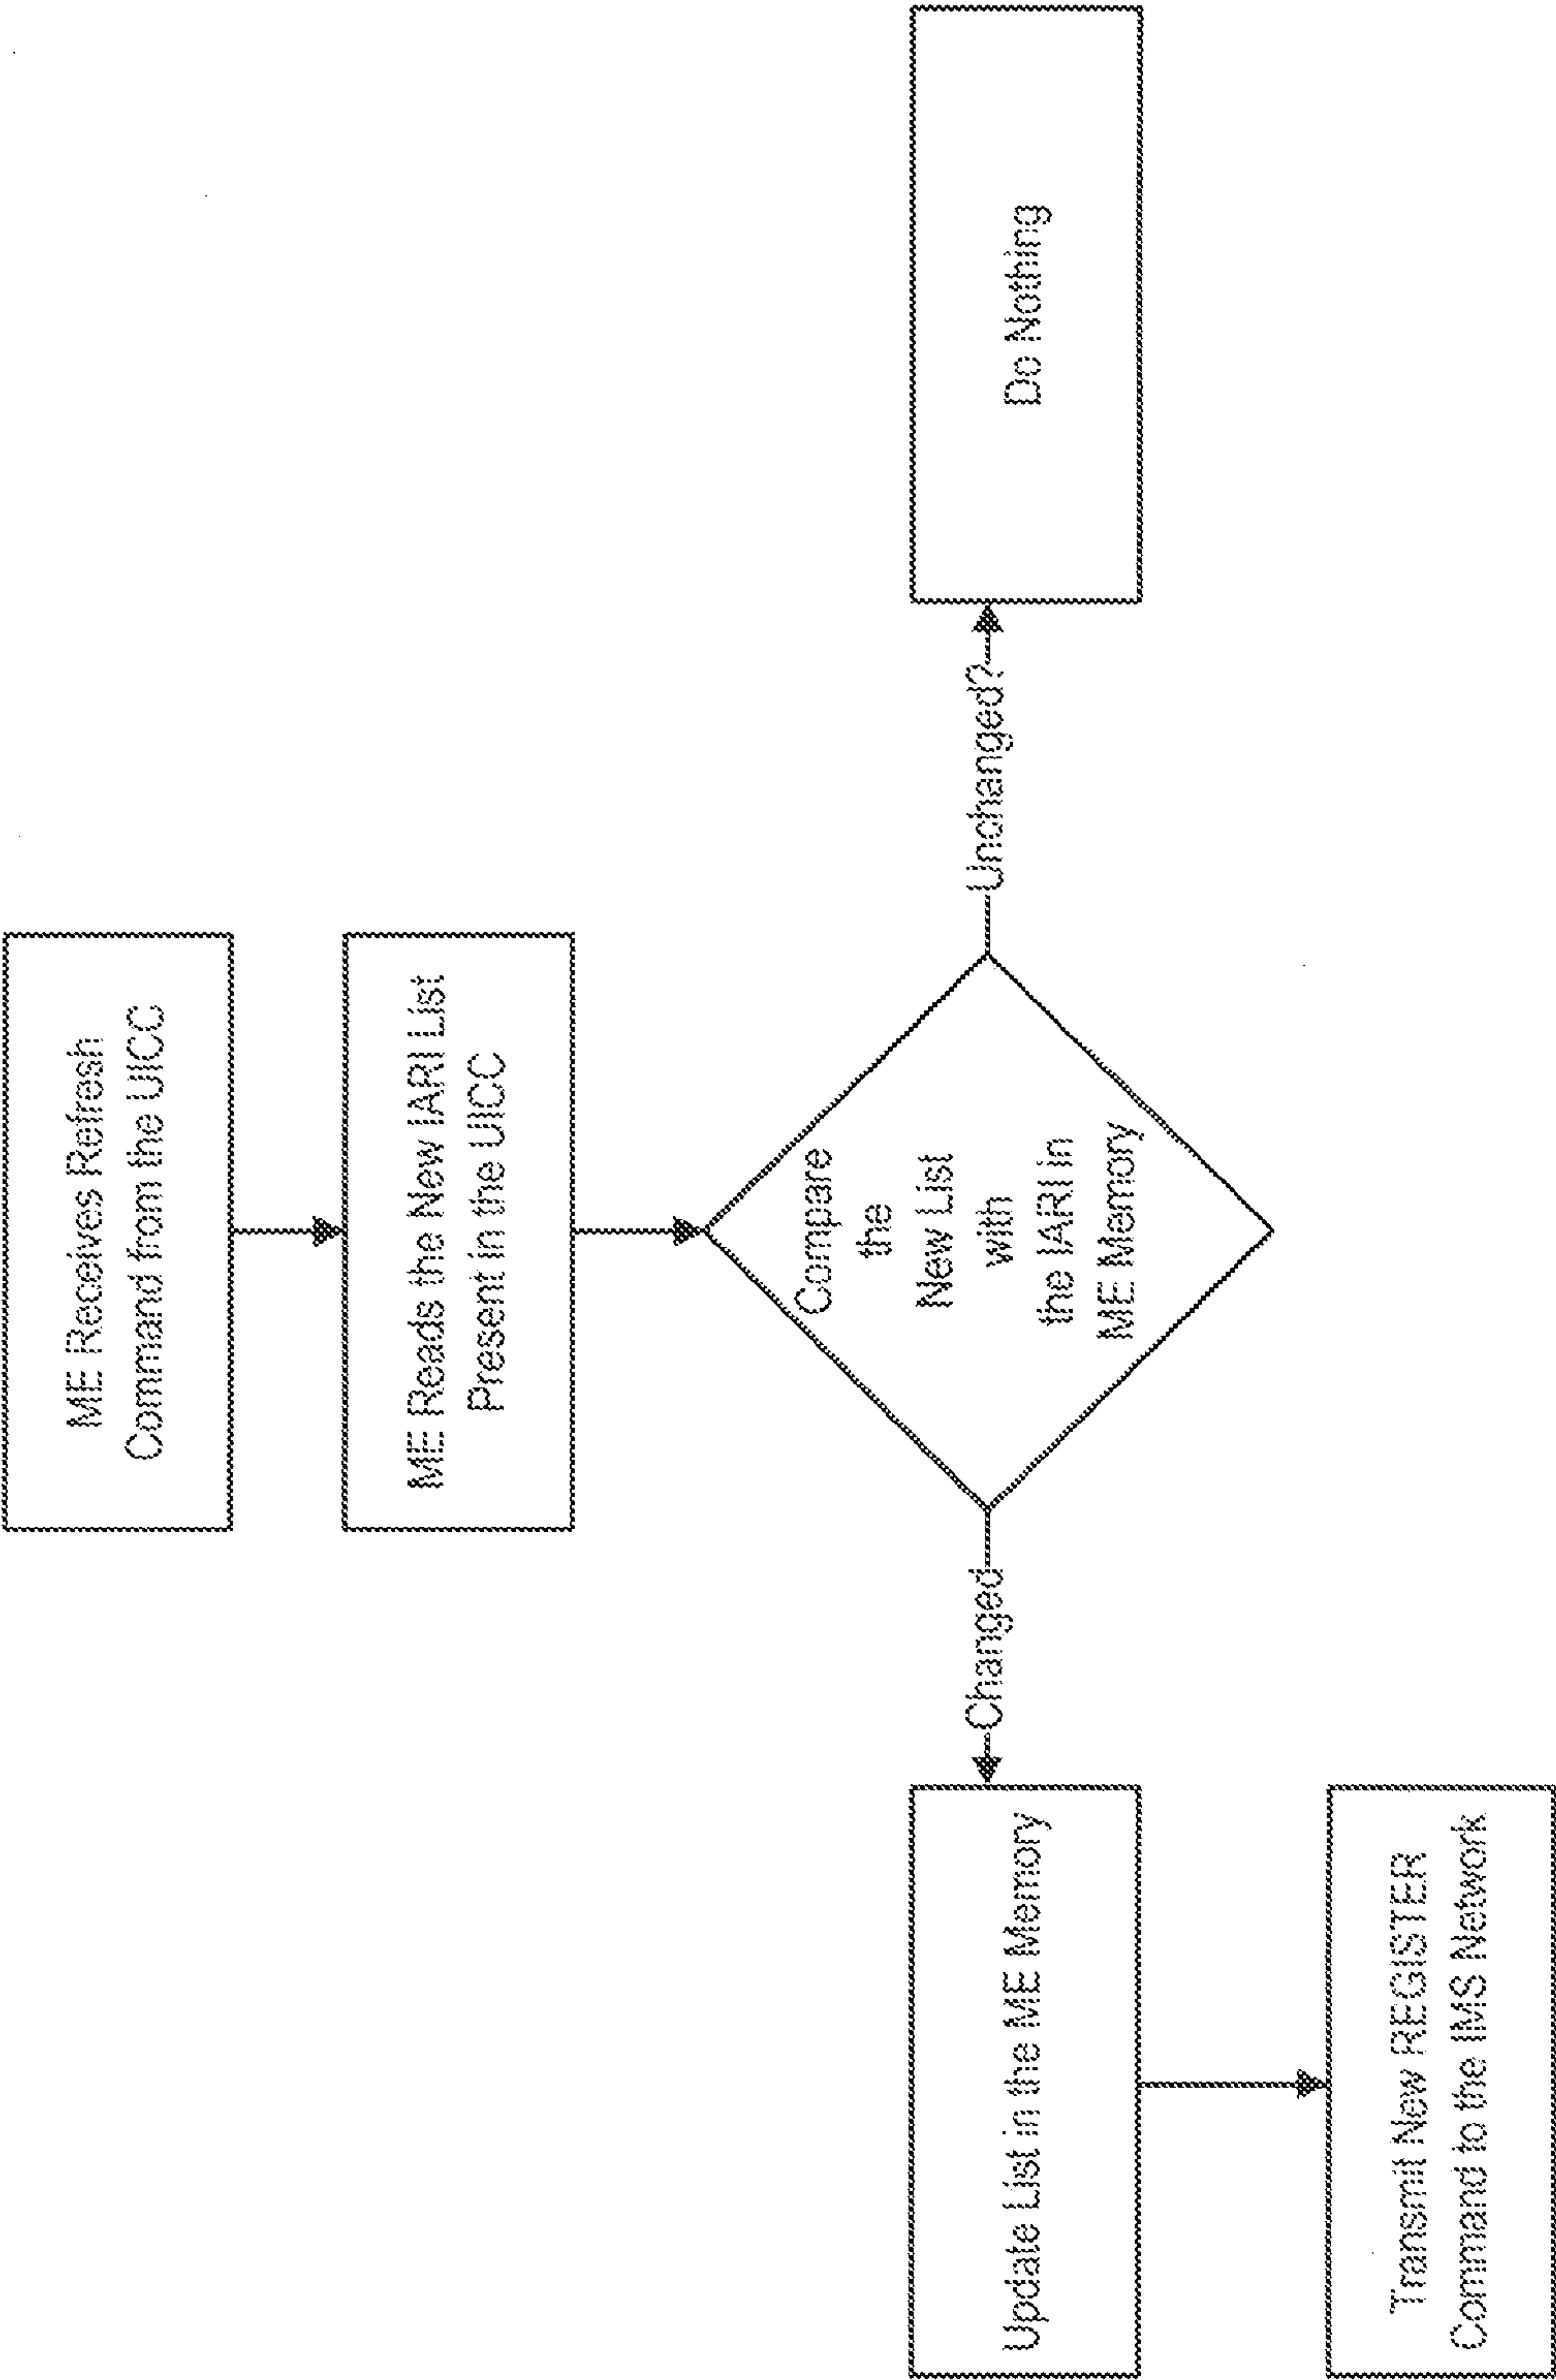 ME Receives Refresh
Command from the UICC
ME Reads the New IARI List
Present in the UICC
Compare
the
New List
with
the IARI in
ME Memory
Changed
Unchanged?
Update List in the ME Memory
Do Nothing
Transmit New REGISTER
Command to the IMS Network